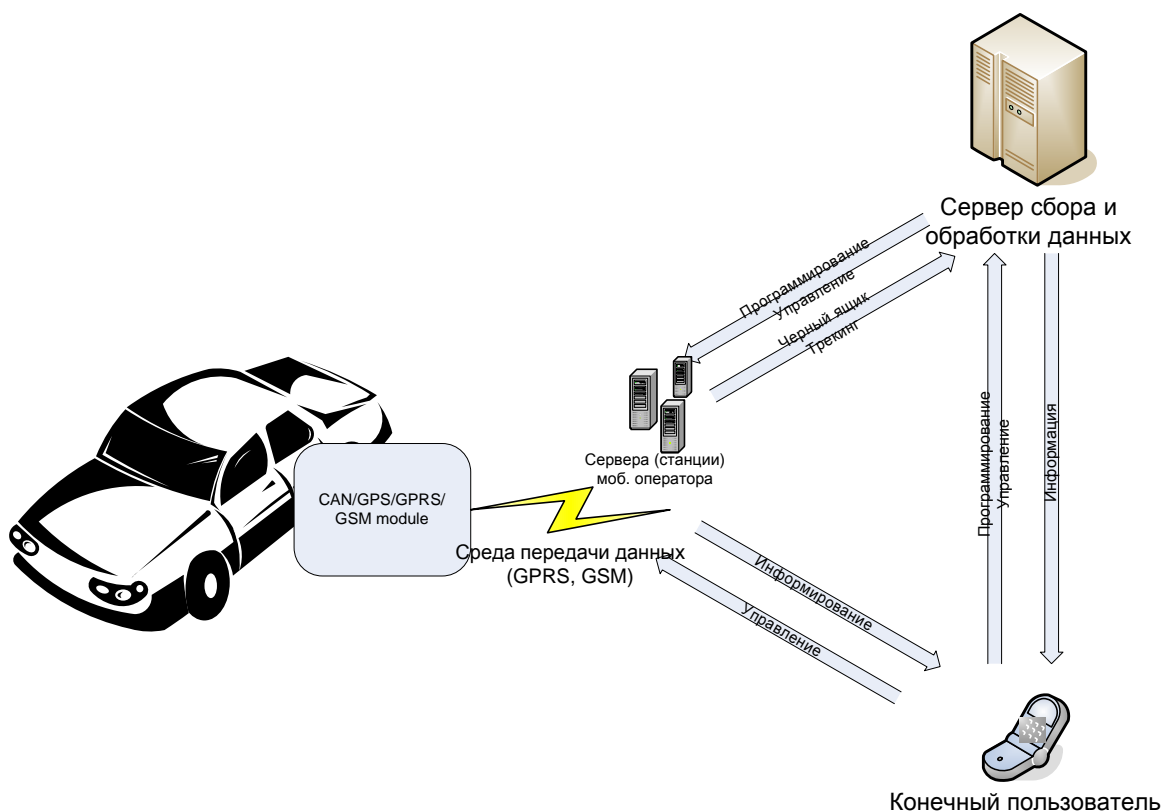 Сервер сбора и
обработки данных
Программирование
Управление
Черный ящик
Трекинг
Сервера (станции)
моб. оператора
CAN/GPS/GPRS/
GSM module
Среда передачи данных
(GPRS, GSM)
Информирование
Управление
Программирование
Управление
Информация
Конечный пользователь